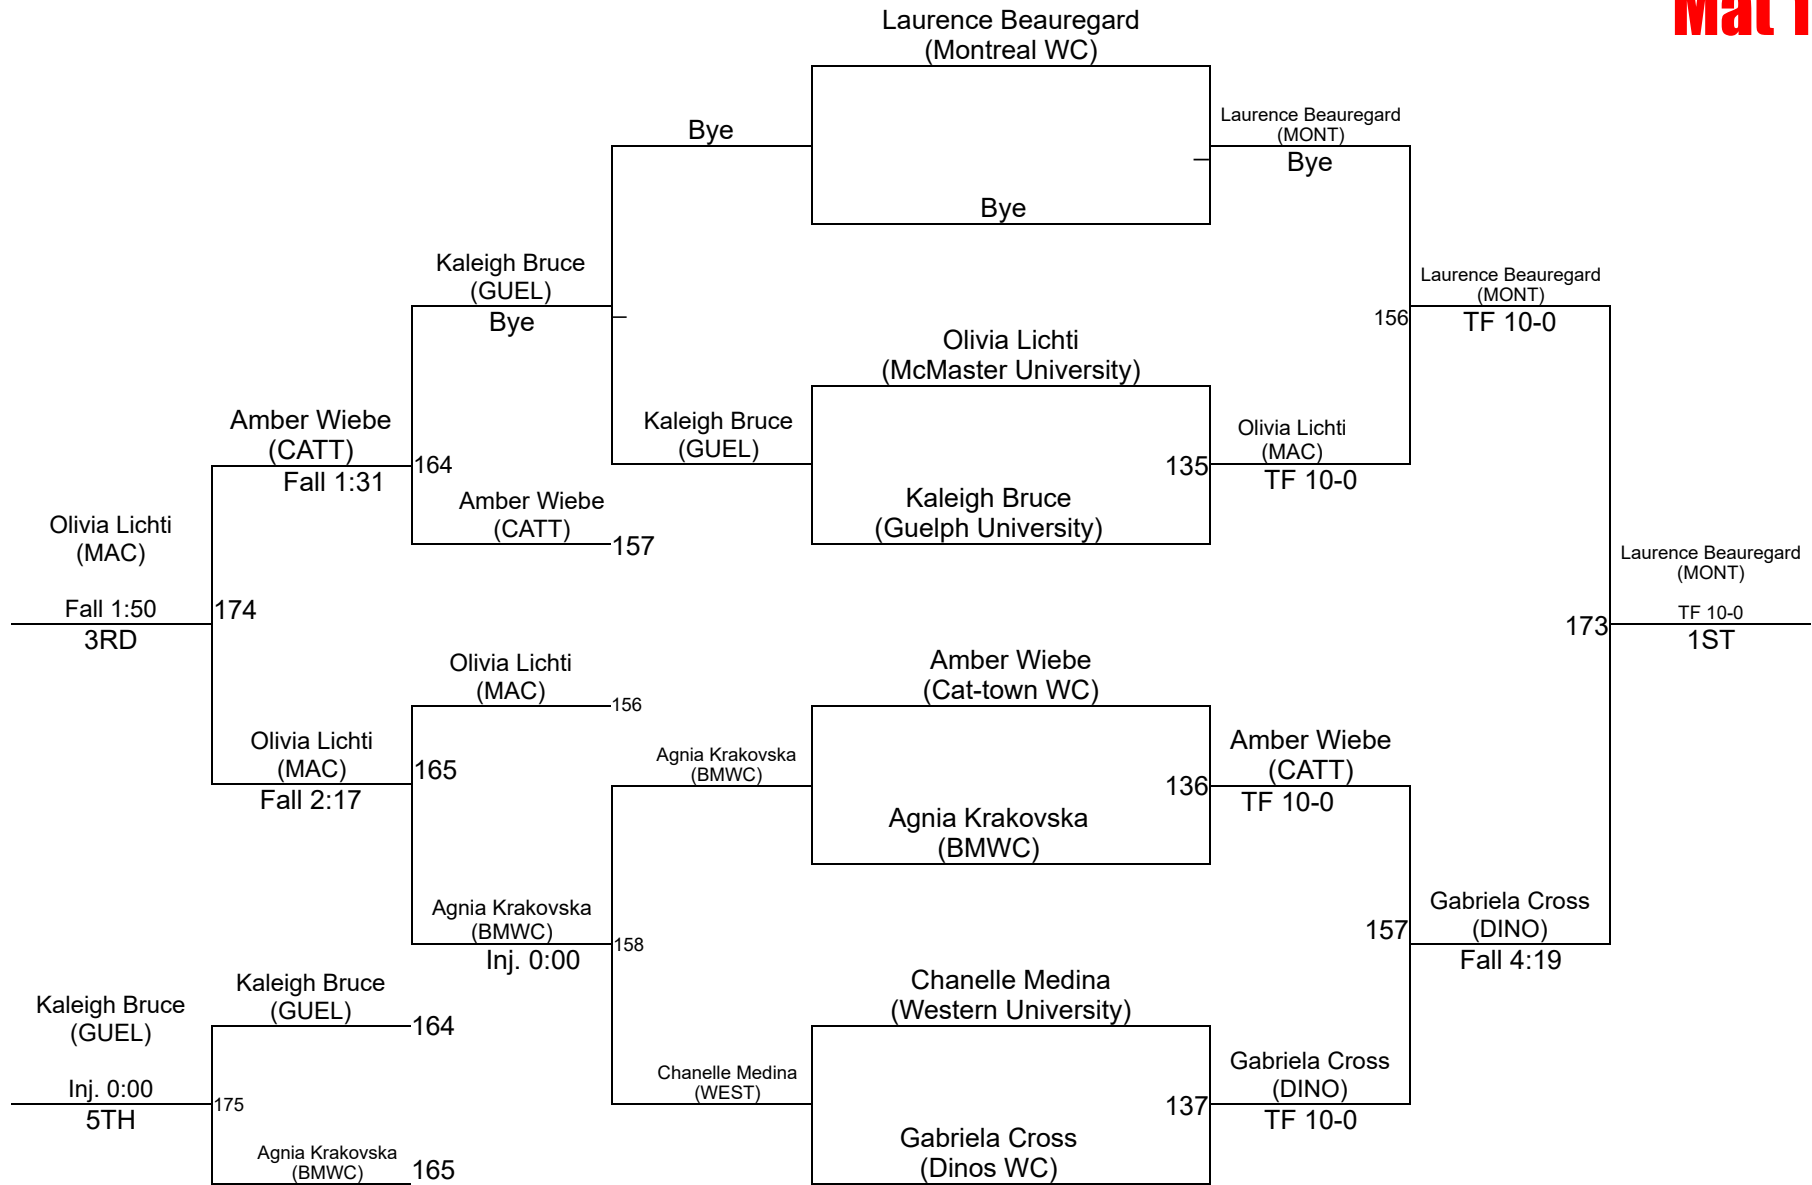 Mat 1
Laurence Beauregard
(Montreal WC)
Bye
Laurence Beauregard
(MONT)
Bye
Bye
Kaleigh Bruce
(GUEL)
Bye
Laurence Beauregard
(MONT)
TF 10-0
156
Olivia Lichti
(McMaster University)
Kaleigh Bruce
(GUEL)
Olivia Lichti
(MAC)
TF 10-0
135
Kaleigh Bruce
(Guelph University)
Amber Wiebe
(CATT)
Fall 1:31
164
Amber Wiebe
(CATT)
157
Olivia Lichti
(MAC)
Fall 1:50
3RD
174
Laurence Beauregard
(MONT)
TF 10-0
1ST
173
Olivia Lichti
(MAC)
156
Amber Wiebe
(Cat-town WC)
Olivia Lichti
(MAC)
Fall 2:17
165
Agnia Krakovska
(BMWC)
136
Amber Wiebe
(CATT)
TF 10-0
Agnia Krakovska
(BMWC)
Agnia Krakovska
(BMWC)
Inj. 0:00
158
157
Gabriela Cross
(DINO)
Fall 4:19
Chanelle Medina
(Western University)
Kaleigh Bruce
(GUEL)
164
Kaleigh Bruce
(GUEL)
Inj. 0:00
5TH
175
Chanelle Medina
(WEST)
137
Gabriela Cross
(DINO)
TF 10-0
Gabriela Cross
(Dinos WC)
Agnia Krakovska
(BMWC)
165